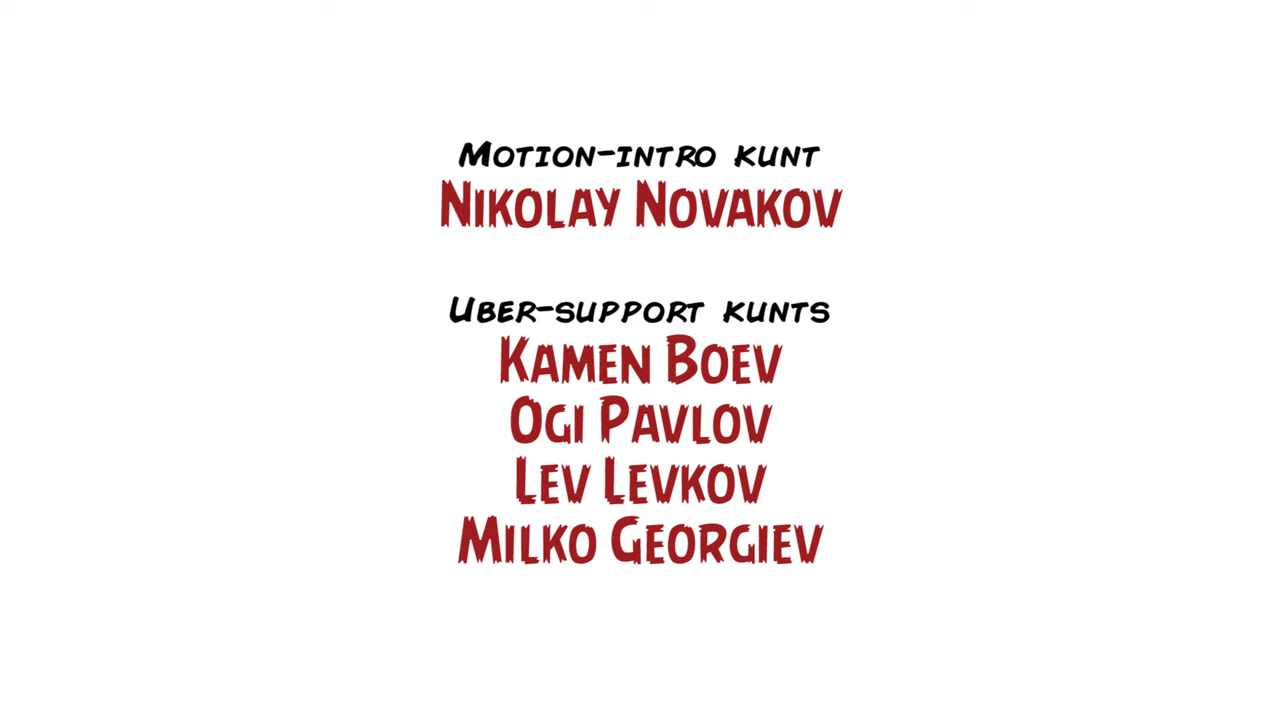 Motion-intro kunt
Nikolay Novakov
Uber-support kunts
Kamen Boev
Ogi Pavlov
Lev Levkov
Milko Georgiev